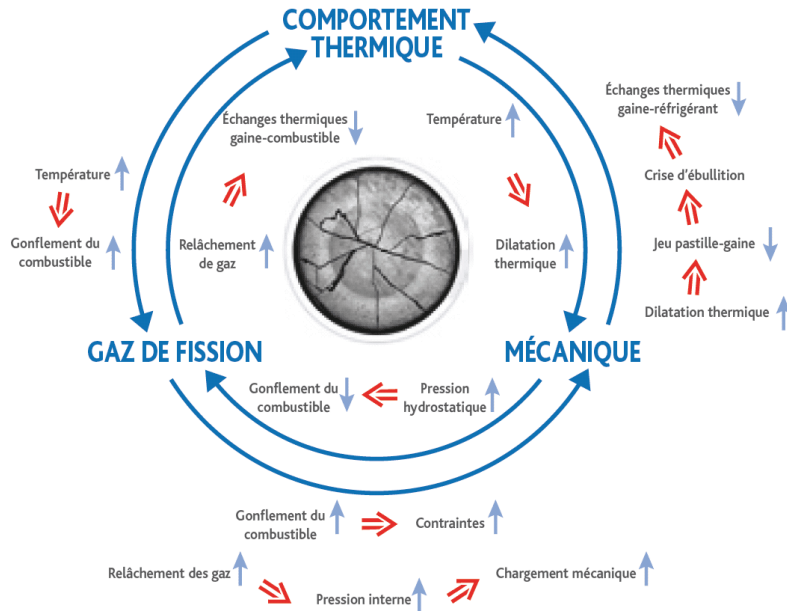 COMPORTEMENT
THERMIQUE
Échanges thermiques
gaine-combustible
Température
Échanges thermiques
gaine-réfrigérant
Température
Gonflement du
combustible
Relâchement
de gaz
Dilatation
thermique
Crise d'ébullition
Jeu pastille-gaine
Dilatation thermique
GAZ DE FISSION
MÉCANIQUE
Gonflement du
combustible
Pression
hydrostatique
Gonflement du
combustible
Contraintes
Relâchement des gaz
Pression interne
Chargement mécanique